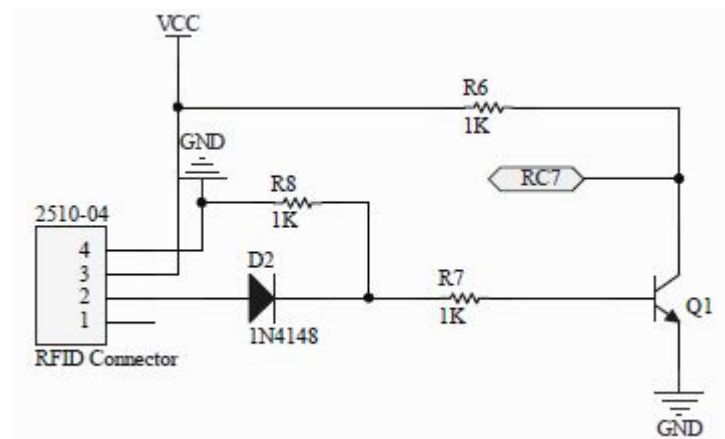 VCC
R6
1K
GND
RC7
R8
1K
2510-04
4
3
2
1
D2
1N4148
R7
1K
Q1
RFID Connector
GND